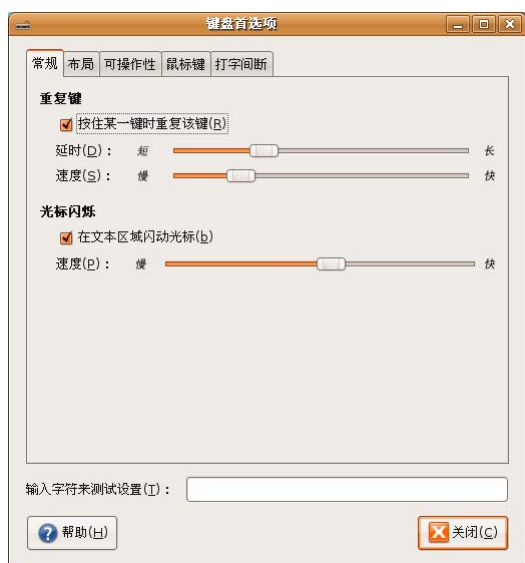 键盘首选项
常规 布局 可操作性 鼠标键 打字间断
重复键
按住某一键时重复该键(R)
延时(D)： 短 长
速度(S)： 慢 快
光标闪烁
在文本区域闪动光标(b)
速度(P)： 慢 快
输入字符来测试设置(T)：
帮助(H) 关闭(C)